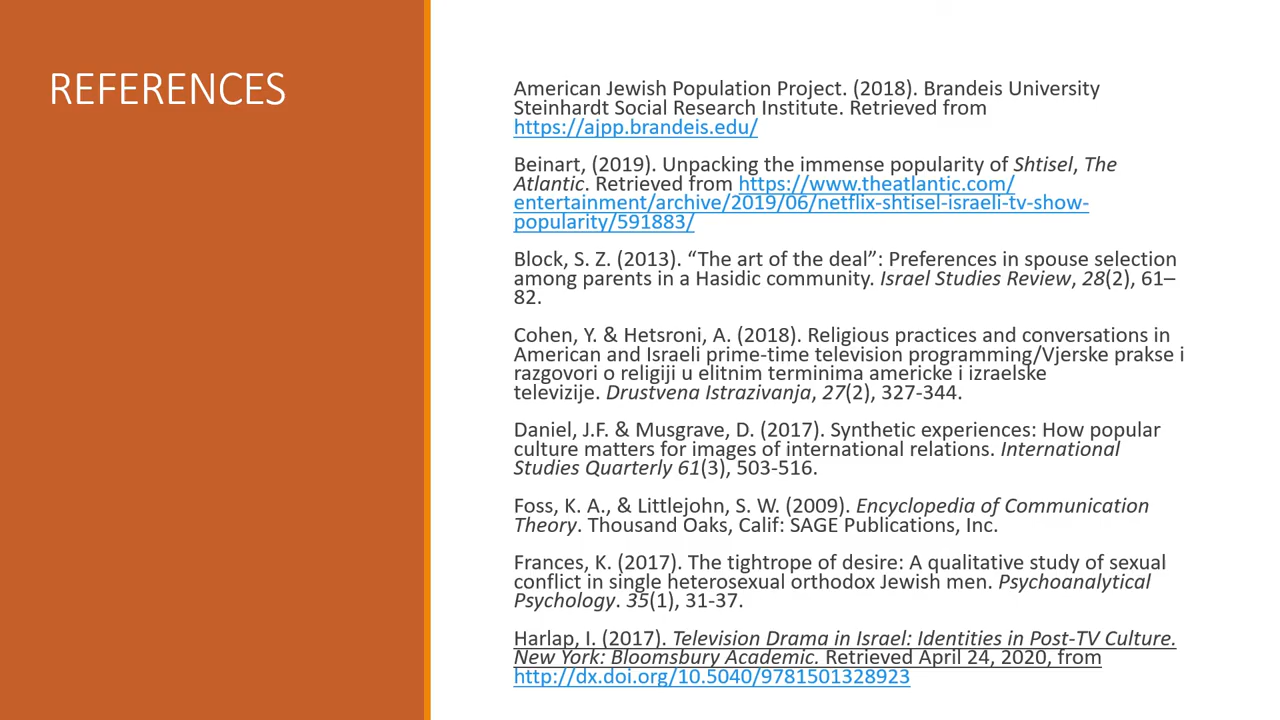 REFERENCES
American Jewish Population Project. (2018). Brandeis University
Steinhardt Social Research Institute. Retrieved from
https://ajpp.brandeis.edu/
Beinart, (2019). Unpacking the immense popularity of Shtisel, The
Atlantic. Retrieved from https://www.theatlantic.com/
entertainment/archive/2019/06/netflix-shtisel-israeli-tv-show-
popularity/591883/
Block, S. Z. (2013). “The art of the deal”: Preferences in spouse selection
among parents in a Hasidic community. Israel Studies Review, 28(2), 61–
82.
Cohen, Y. & Hetsroni, A. (2018). Religious practices and conversations in
American and Israeli prime-time television programming/Vjerske prakse i
razgovori o religiji u elitnim terminima americke i izraelske
televizije. Drustvena Istrazivanja, 27(2), 327-344.
Daniel, J.F. & Musgrave, D. (2017). Synthetic experiences: How popular
culture matters for images of international relations. International
Studies Quarterly 61(3), 503-516.
Foss, K. A., & Littlejohn, S. W. (2009). Encyclopedia of Communication
Theory. Thousand Oaks, Calif: SAGE Publications, Inc.
Frances, K. (2017). The tightrope of desire: A qualitative study of sexual
conflict in single heterosexual orthodox Jewish men. Psychoanalytical
Psychology. 35(1), 31-37.
Harlap, I. (2017). Television Drama in Israel: Identities in Post-TV Culture.
New York: Bloomsbury Academic. Retrieved April 24, 2020, from
http://dx.doi.org/10.5040/9781501328923